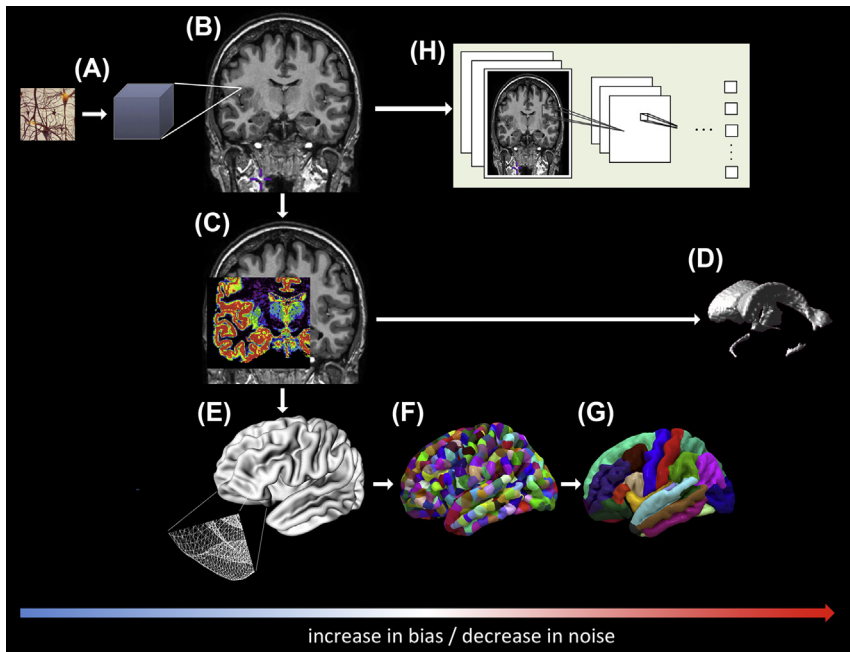 (A)
(B)
(H)
(C)
(D)
(E)
(F)
(G)
increase in bias / decrease in noise